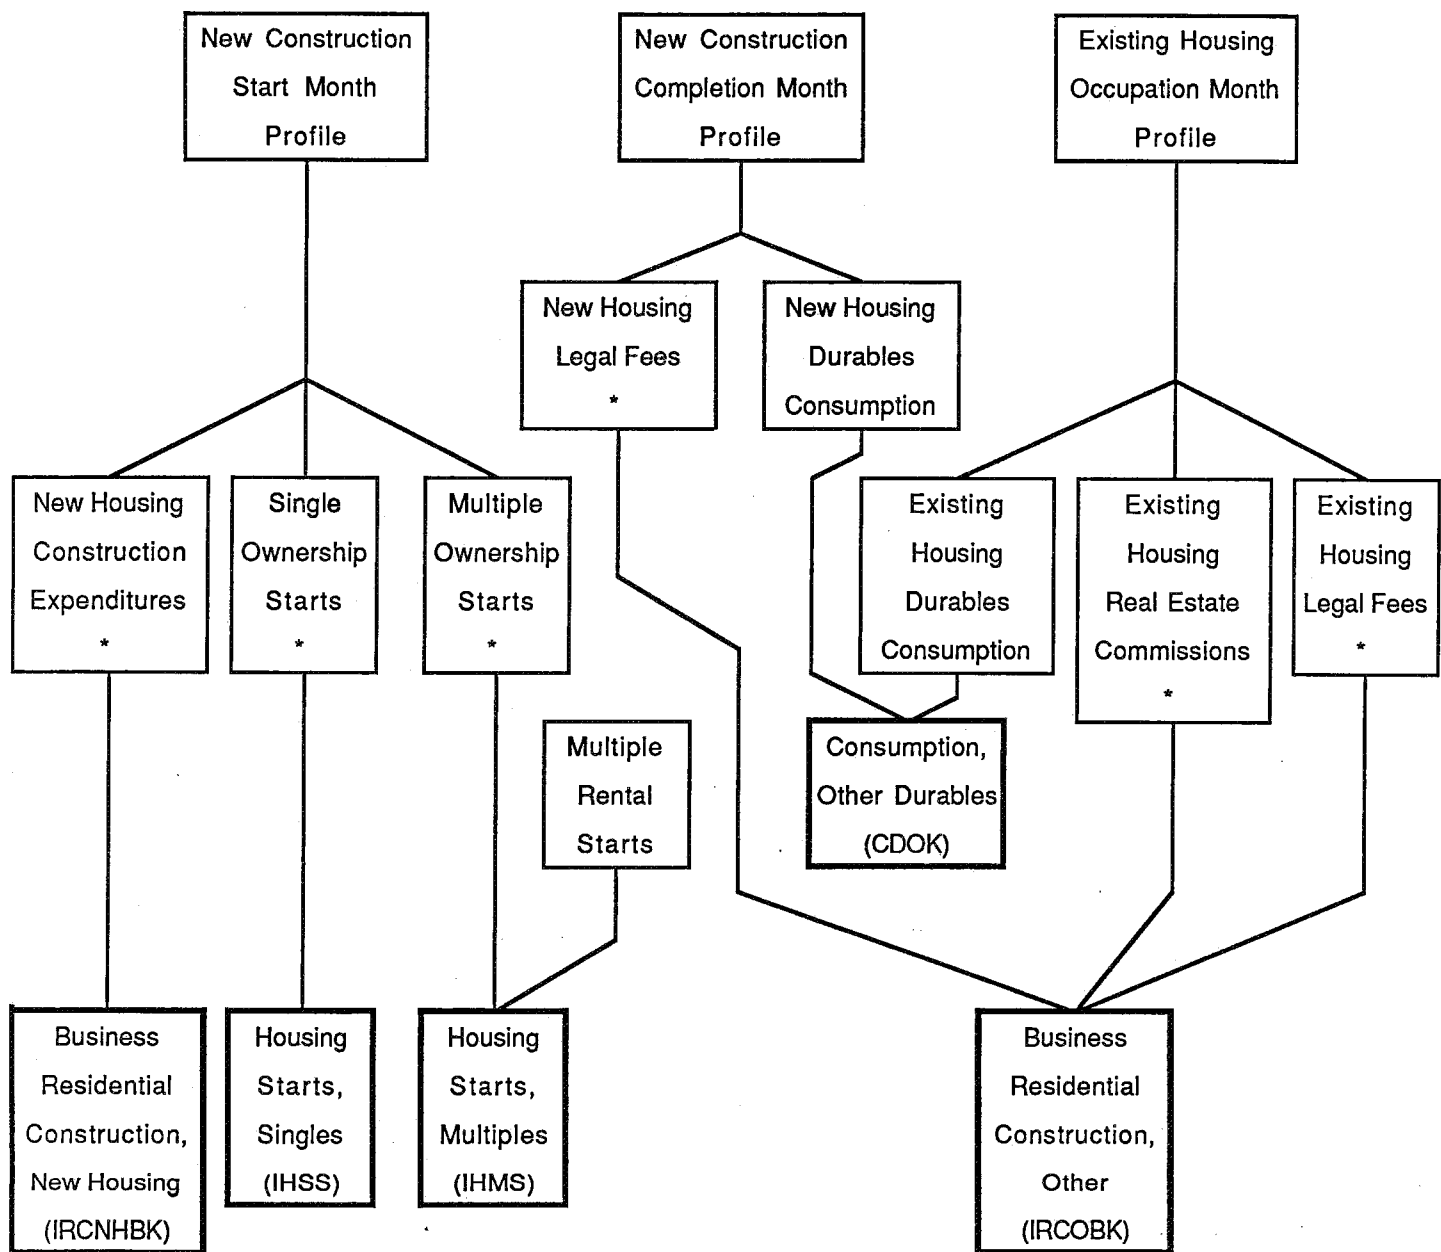 New Construction
Start Month
Profile
New Construction
Completion Month
Profile
Existing Housing
Occupation Month
Profile
New Housing
Legal Fees
*
New Housing
Durables
Consumption
New Housing
Construction
Expenditures
*
Single
Ownership
Starts
*
Multiple
Ownership
Starts
*
Existing
Housing
Durables
Consumption
Existing
Housing
Real Estate
Commissions
*
Existing
Housing
Legal Fees
*
Multiple
Rental
Starts
Consumption,
Other Durables
(CDOK)
Business
Residential
Construction,
New Housing
(IRCNHBK)
Housing
Starts,
Singles
(IHSS)
Housing
Starts,
Multiples
(IHMS)
Business
Residential
Construction,
Other
(IRCOBK)